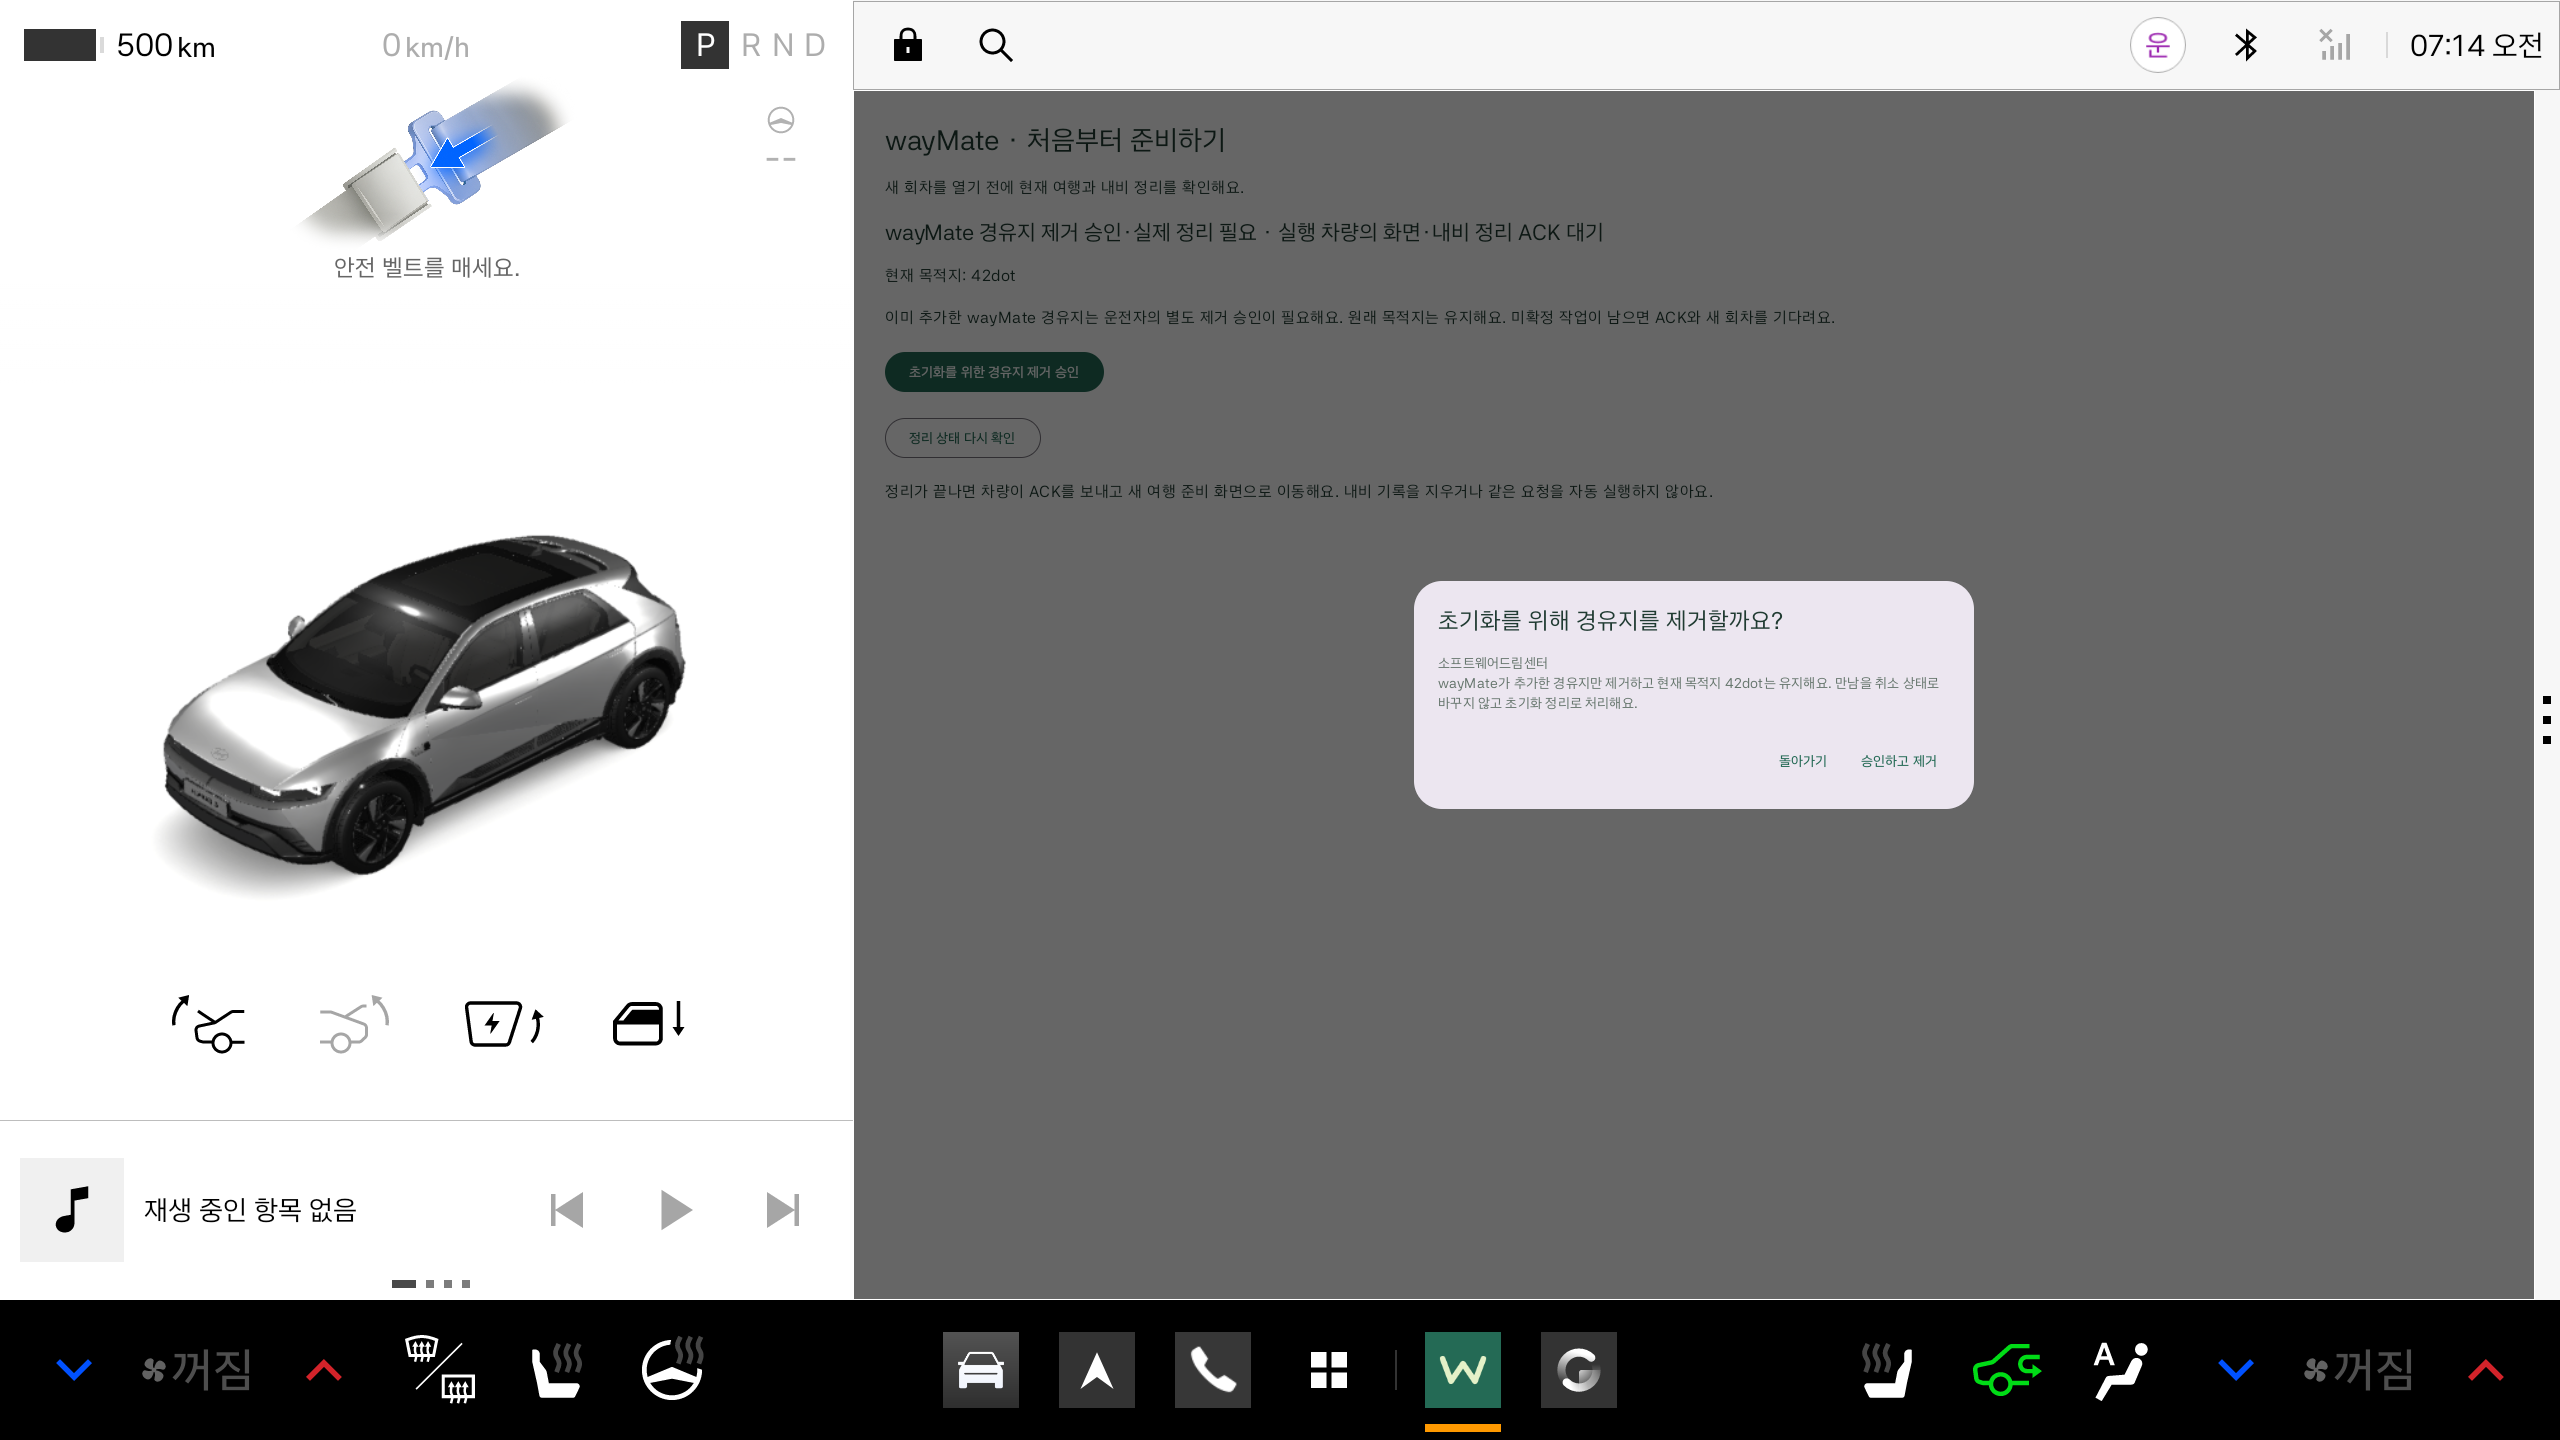 500 km
0 km/h
P R N D
운
07:14 오전
안전 벨트를 매세요.
wayMate · 처음부터 준비하기
새 회차를 열기 전에 현재 여행과 내비 정리를 확인해요.
wayMate 경유지 제거 승인·실제 정리 필요 · 실행 차량의 화면·내비 정리 ACK 대기
현재 목적지: 42dot
이미 추가한 wayMate 경유지는 운전자의 별도 제거 승인이 필요해요. 원래 목적지는 유지해요. 미확정 작업이 남으면 ACK와 새 회차를 기다려요.
초기화를 위한 경유지 제거 승인
정리 상태 다시 확인
정리가 끝나면 차량이 ACK를 보내고 새 여행 준비 화면으로 이동해요. 내비 기록을 지우거나 같은 요청을 자동 실행하지 않아요.
초기화를 위해 경유지를 제거할까요?
소프트웨어드림센터
wayMate가 추가한 경유지만 제거하고 현재 목적지 42dot는 유지해요. 만남을 취소 상태로
바꾸지 않고 초기화 정리로 처리해요.
돌아가기
승인하고 제거
재생 중인 항목 없음
꺼짐
A
꺼짐